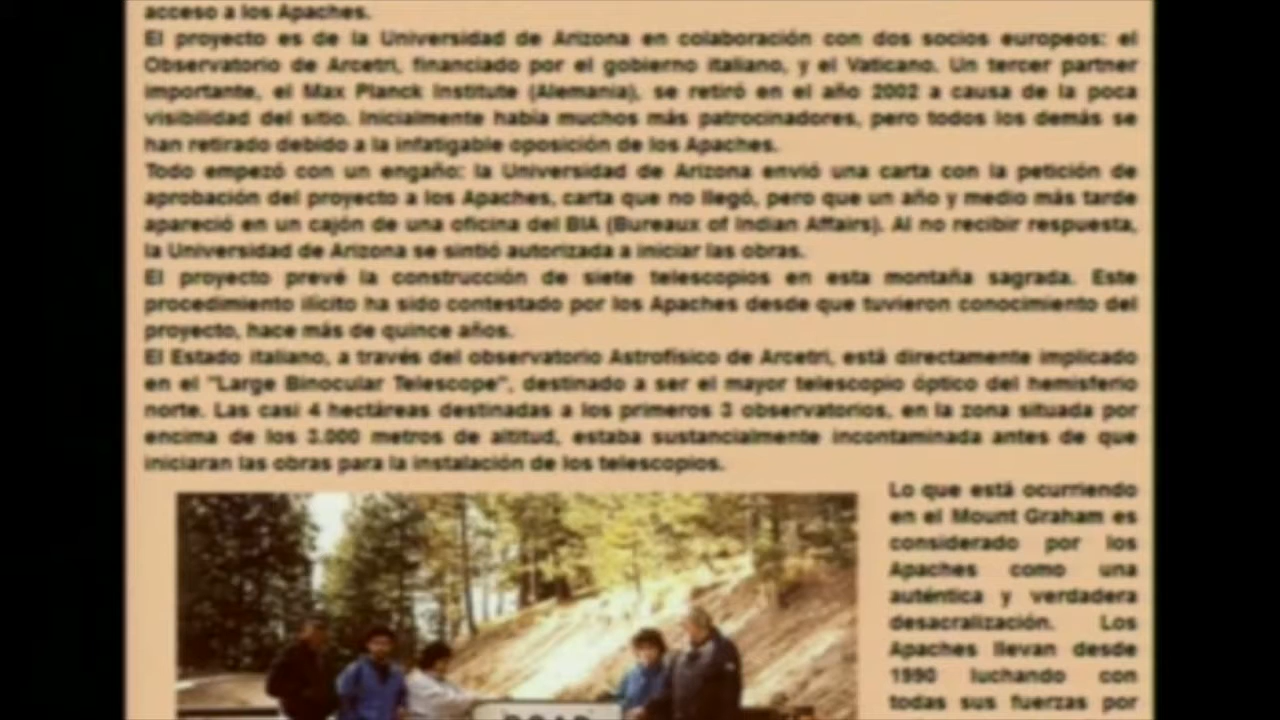 acceso a los Apaches.
El proyecto es de la Universidad de Arizona en colaboración con dos socios europeos: el
Observatorio de Arcetri, financiado por el gobierno italiano, y el Vaticano. Un tercer partner
importante, el Max Planck Institute (Alemania), se retiró en el año 2002 a causa de la poca
visibilidad del sitio. Inicialmente había muchos más patrocinadores, pero todos los demás se
han retirado debido a la infatigable oposición de los Apaches.
Todo empezó con un engaño: la Universidad de Arizona envió una carta con la petición de
aprobación del proyecto a los Apaches, carta que no llegó, pero que un año y medio más tarde
apareció en un cajón de una oficina del BIA (Bureaux of Indian Affairs). Al no recibir respuesta,
la Universidad de Arizona se sintió autorizada a iniciar las obras.
El proyecto prevé la construcción de siete telescopios en esta montaña sagrada. Este
procedimiento ilícito ha sido contestado por los Apaches desde que tuvieron conocimiento del
proyecto, hace más de quince años.
El Estado italiano, a través del observatorio Astrofísico de Arcetri, está directamente implicado
en el "Large Binocular Telescope", destinado a ser el mayor telescopio óptico del hemisferio
norte. Las casi 4 hectáreas destinadas a los primeros 3 observatorios, en la zona situada por
encima de los 3.000 metros de altitud, estaba sustancialmente incontaminada antes de que
iniciaran las obras para la instalación de los telescopios.
Lo que está ocurriendo
en el Mount Graham es
considerado por los
Apaches como una
auténtica y verdadera
desacralización. Los
Apaches llevan desde
1990 luchando con
todas sus fuerzas por
ROAD